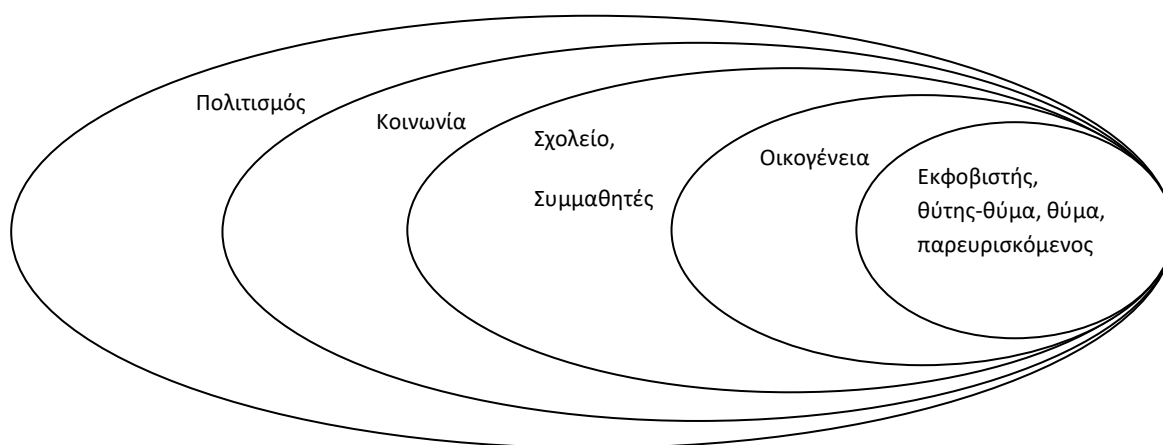 Πολιτισμός
Κοινωνία
Σχολείο,
Συμμαθητές
Οικογένεια
Εκφοβιστής,
θύτης-θύμα, θύμα,
παρευρισκόμενος